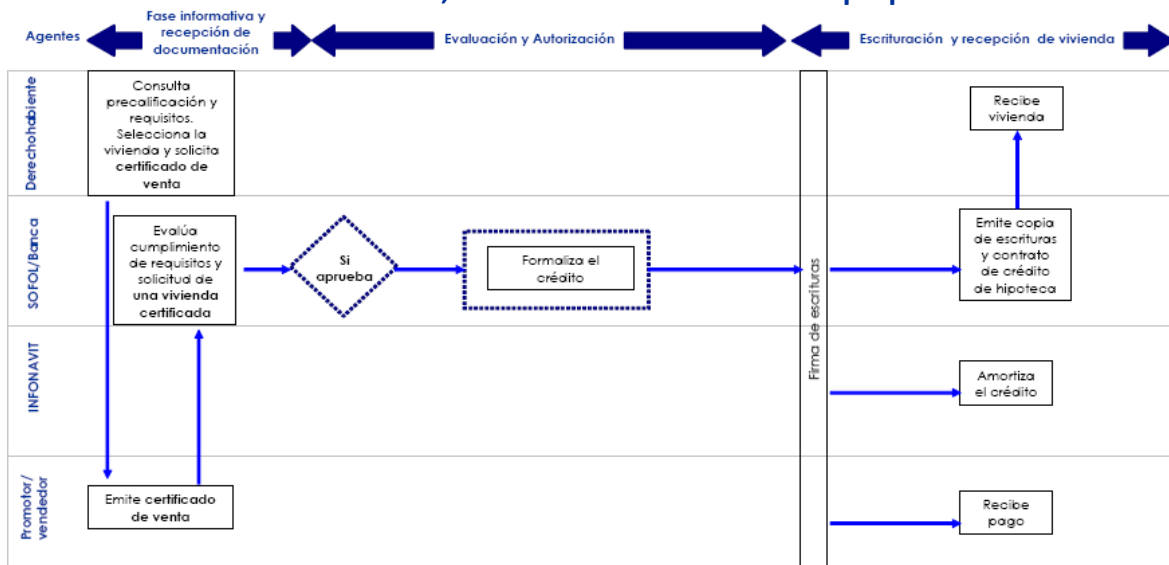 Agentes
Fase informativa y
recepción de
documentación
Evaluación y Autorización
Escrituración y recepción de vivienda
Derechohabiente
Consulta
precalificación y
requisitos.
Selecciona la
vivienda y solicita
certificado de
venta
Recibe
vivienda
SOFOL/Banca
Evalúa
cumplimiento
de requisitos y
solicitud de
una vivienda
certificada
Si
aprueba
Formaliza el
crédito
Firma de escrituras
Emite copia
de escrituras
y contrato
de crédito
de hipoteca
INFONAVIT
Amortiza
el crédito
Promotor/
vendedor
Emite certificado
de venta
Recibe
pago